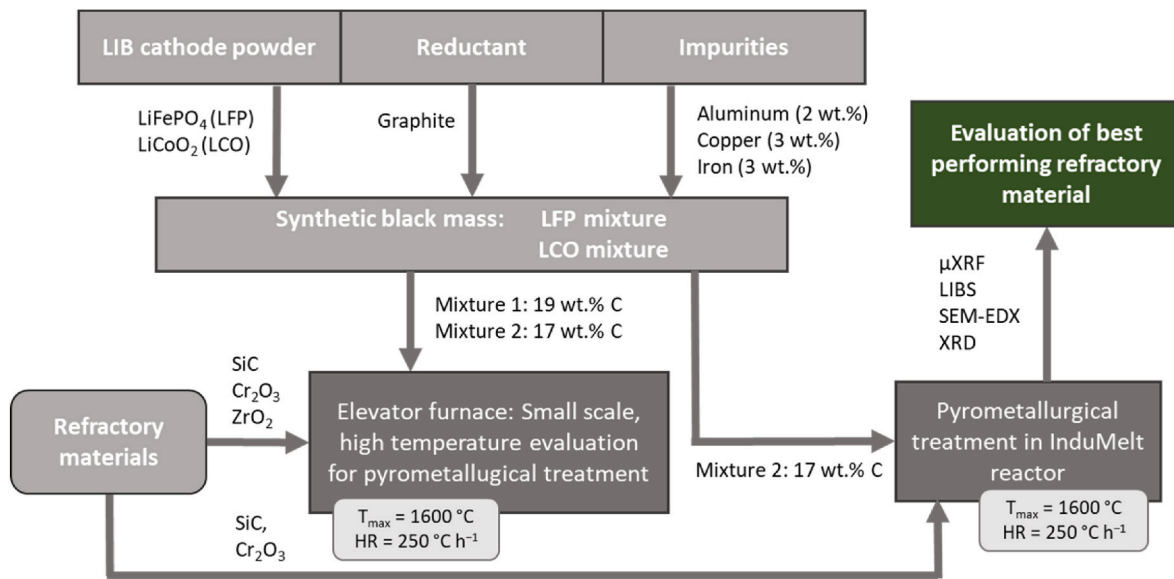 LIB cathode powder
Reductant
Impurities
LiFePO₄ (LFP)
LiCoO₂ (LCO)
Graphite
Aluminum (2 wt.%)
Copper (3 wt.%)
Iron (3 wt.%)
Synthetic black mass: LFP mixture
LCO mixture
Evaluation of best
performing refractory
material
Mixture 1: 19 wt.% C
Mixture 2: 17 wt.% C
µXRF
LIBS
SEM-EDX
XRD
Refractory
materials
SiC
Cr₂O₃
ZrO₂
Elevator furnace: Small scale,
high temperature evaluation
for pyrometallugical treatment
Tmax = 1600 °C
HR = 250 °C h⁻¹
Mixture 2: 17 wt.% C
Pyrometallurgical
treatment in InduMelt
reactor
Tmax = 1600 °C
HR = 250 °C h⁻¹
SiC,
Cr₂O₃